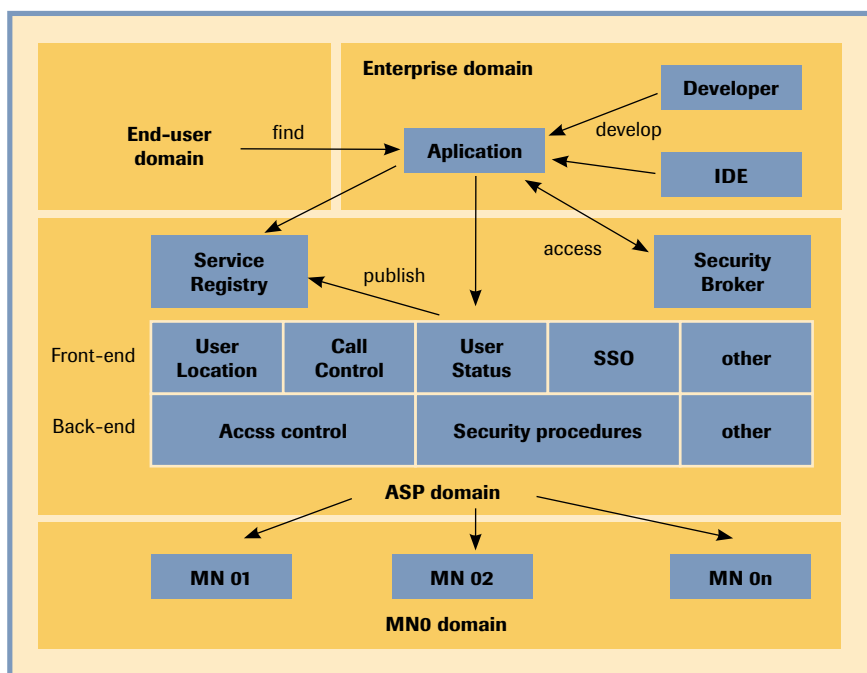 Enterprise domain
Developer
End-user
domain
find
develop
Aplication
IDE
Service
Registry
publish
access
Security
Broker
Front-end
User
Location
Call
Control
User
Status
SSO
other
Back-end
Accss control
Security procedures
other
ASP domain
MN 01
MN 02
MN 0n
MN0 domain